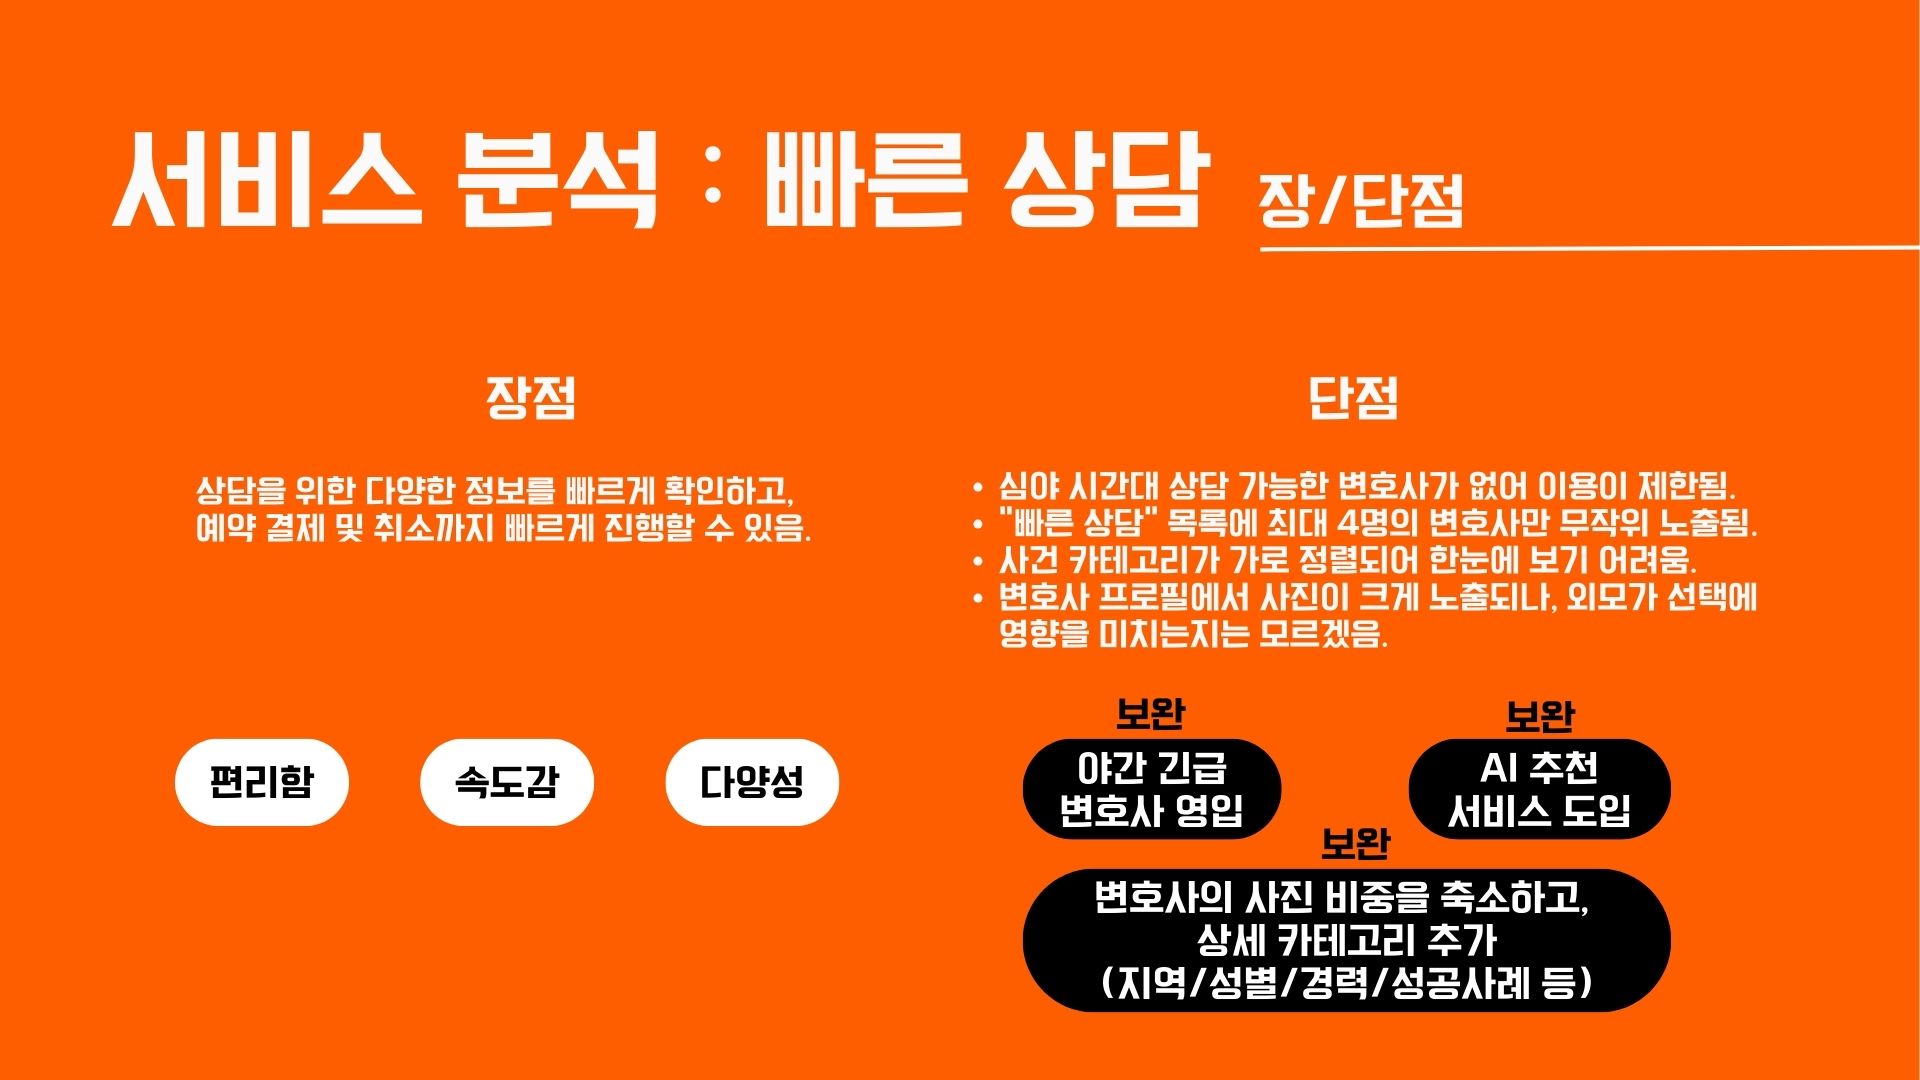 서비스 분석 : 빠른 상담 장/단점
장점
상담을 위한 다양한 정보를 빠르게 확인하고,
예약 결제 및 취소까지 빠르게 진행할 수 있음.
편리함
속도감
다양성
단점
• 심야 시간대 상담 가능한 변호사가 없어 이용이 제한됨.
• "빠른 상담" 목록에 최대 4명의 변호사만 무작위 노출됨.
• 사건 카테고리가 가로 정렬되어 한눈에 보기 어려움.
• 변호사 프로필에서 사진이 크게 노출되나, 외모가 선택에
영향을 미치는지는 모르겠음.
보완
야간 긴급
변호사 영입
보완
AI 추천
서비스 도입
보완
변호사의 사진 비중을 축소하고,
상세 카테고리 추가
(지역/성별/경력/성공사례 등)